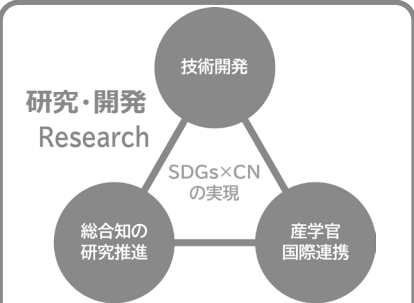 技術開発
研究・開発
Research
SDGs×CN
の実現
総合知の
研究推進
産学官
国際連携